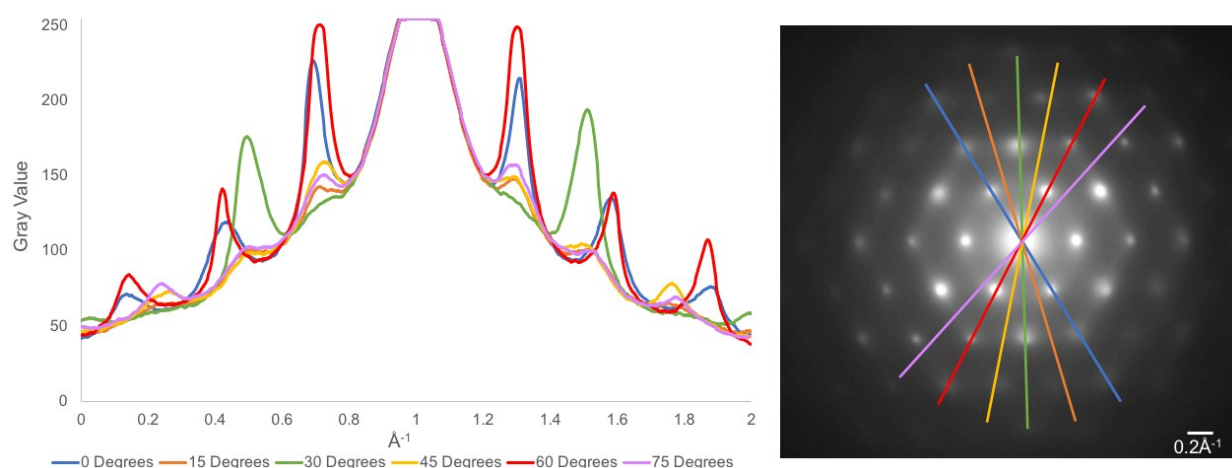 250
200
150
100
50
0
Gray Value
0 0.2 0.4 0.6 0.8 1 1.2 1.4 1.6 1.8 2
Å⁻¹
0 Degrees 15 Degrees 30 Degrees 45 Degrees 60 Degrees 75 Degrees
0.2Å⁻¹